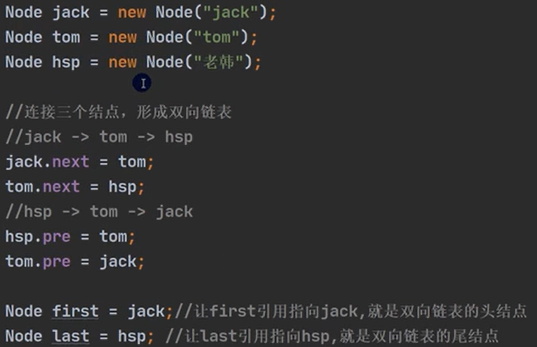 Node jack = new Node("jack");
Node tom = new Node("tom");
Node hsp = new Node("老韩");
//连接三个结点，形成双向链表
//jack -> tom -> hsp
jack.next = tom;
tom.next = hsp;
//hsp -> tom -> jack
hsp.pre = tom;
tom.pre = jack;
Node first = jack;//让first引用指向jack,就是双向链表的头结点
Node last = hsp; //让last引用指向hsp,就是双向链表的尾结点